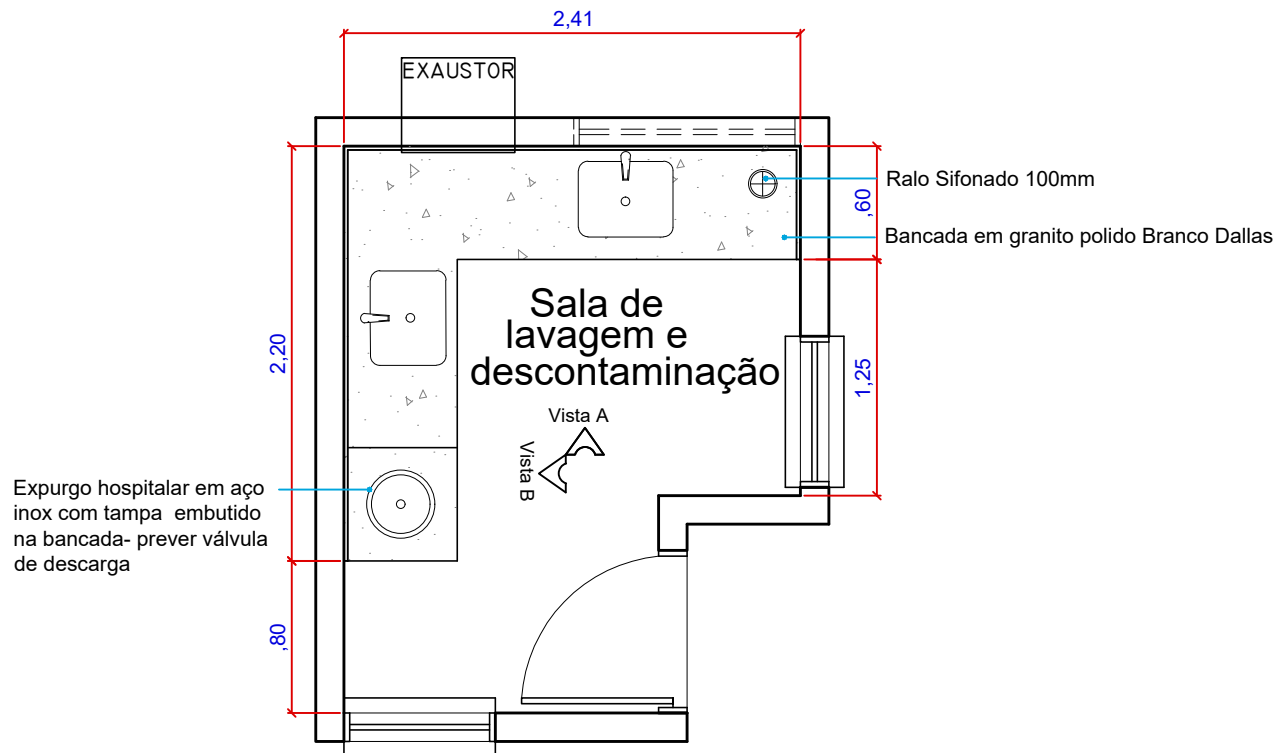 2,41
EXAUSTOR
Ralo Sifonado 100mm
,60
Bancada em granito polido Branco Dallas
Sala de
lavagem e
descontaminação
2,20
1,25
Vista A
Vista B
Expurgo hospitalar em aço
inox com tampa embutido
na bancada- prever válvula
de descarga
,80